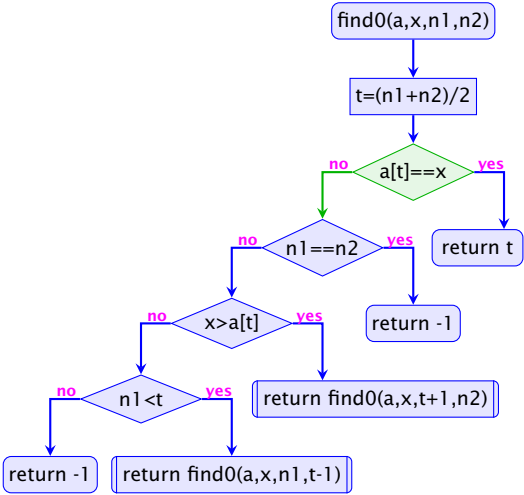 find0(a,x,n1,n2)
t=(n1+n2)/2
a[t]==x
no
yes
return t
n1==n2
no
yes
return -1
x>a[t]
no
yes
return find0(a,x,t+1,n2)
n1<t
no
yes
return -1
return find0(a,x,n1,t-1)